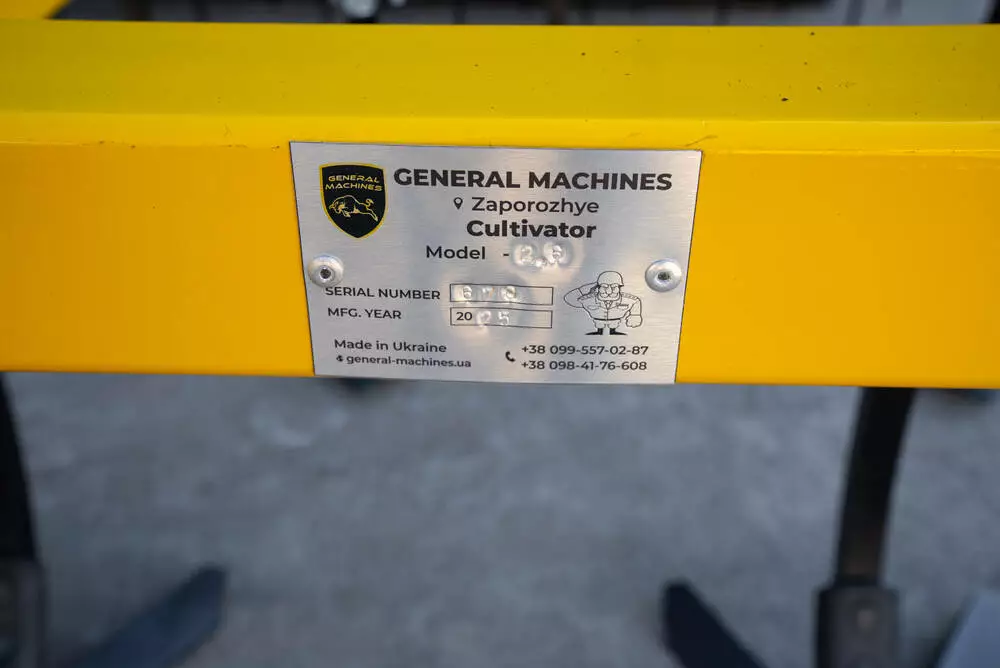 GENERAL
MACHINES
GENERAL MACHINES
Zaporozhye
Cultivator
Model -
SERIAL NUMBER
MFG. YEAR 2025
Made in Ukraine
general-machines.ua
+38 099-557-02-87
+38 098-41-76-608